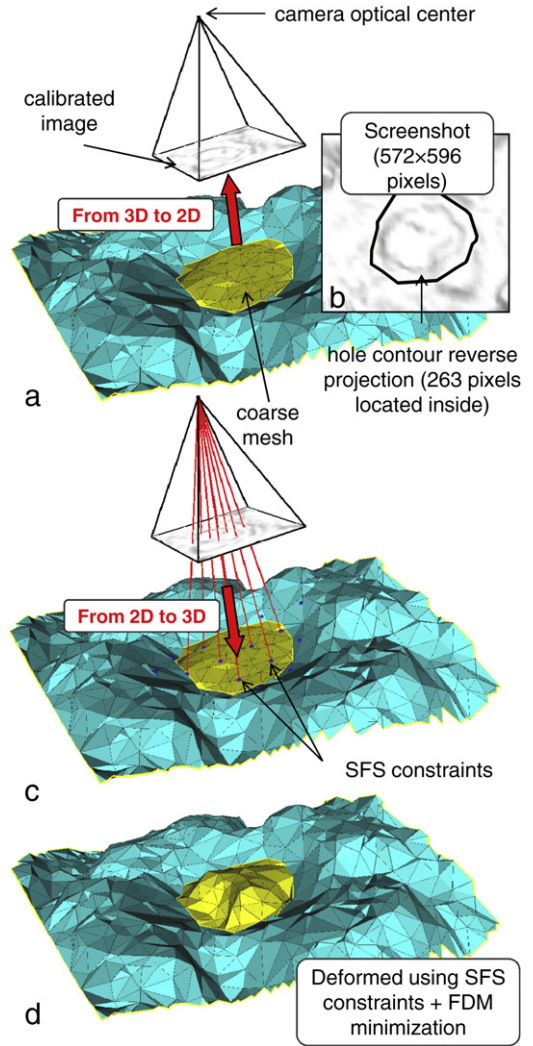 camera optical center
calibrated
image
Screenshot
(572×596
pixels)
From 3D to 2D
b
hole contour reverse
projection (263 pixels
located inside)
a
coarse
mesh
From 2D to 3D
SFS constraints
c
Deformed using SFS
constraints + FDM
minimization
d